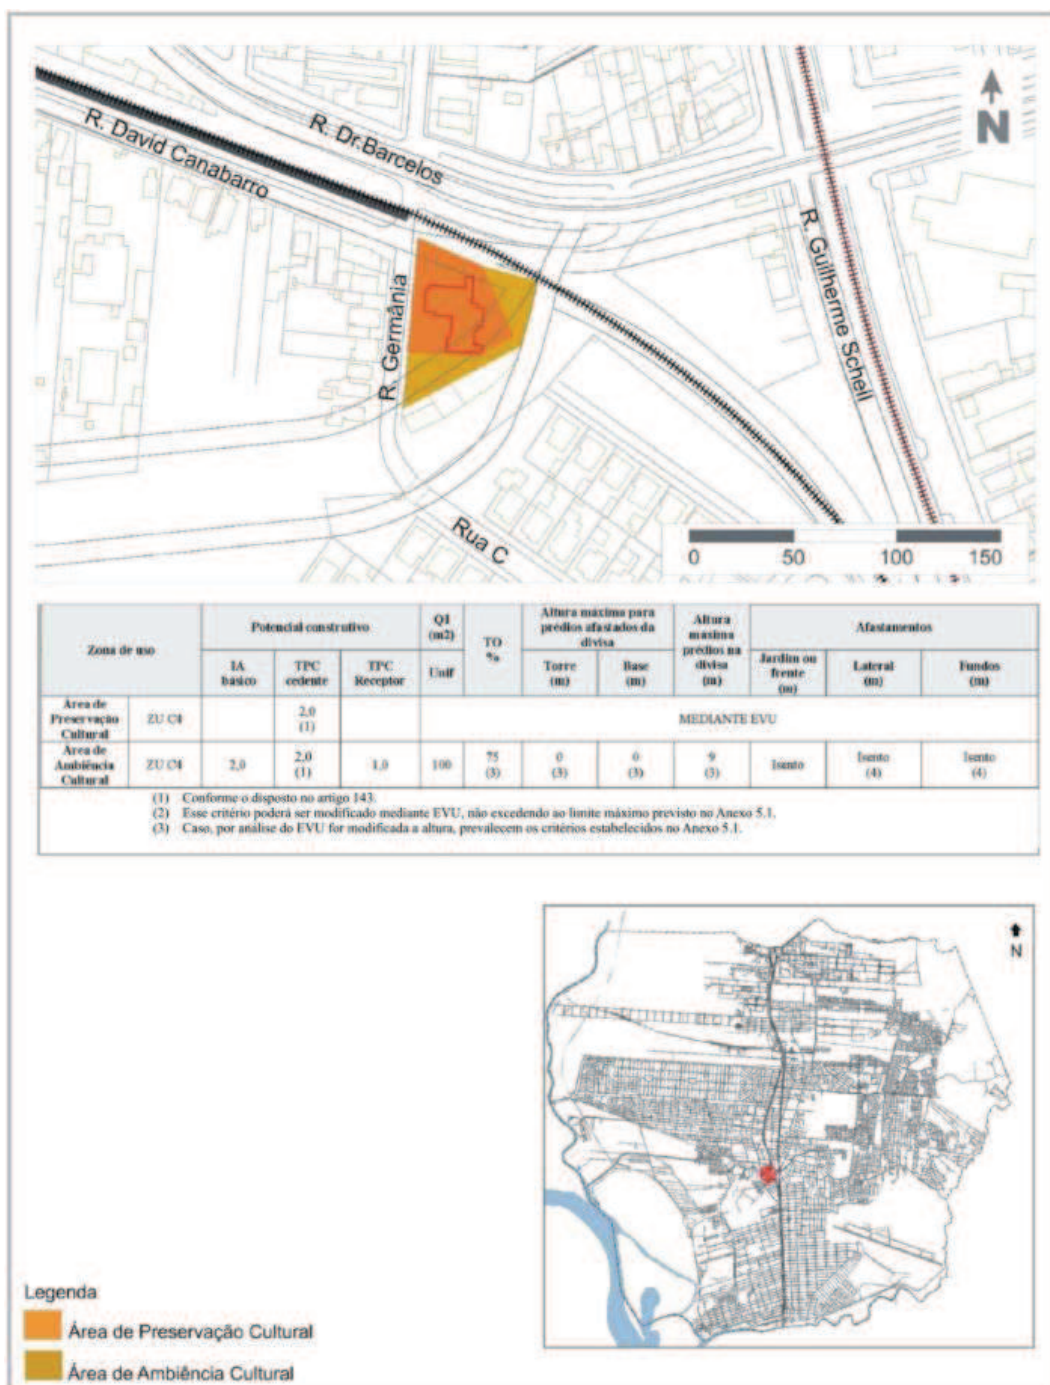 R. David Canabarro
R. Dr.Barcelos
N
R. Germânia
R. Guilherme Schell
Rua C
0 50 100 150
Zona de uso
Potencial construtivo
QI (m2)
TO %
Altura máxima para prédios afastados da divisa
Altura máxima prédios na divisa (m)
Afastamentos
IA básico
TPC cedente
TPC Receptor
Unif
Torre (m)
Base (m)
Jardim ou frente (m)
Lateral (m)
Fundos (m)
Área de Preservação Cultural
2,0 (1)
MEDIANTE EVU
Área de Ambiência Cultural
2,0
2,0 (1)
1,0
100
75 (3)
0 (3)
0 (3)
9 (3)
Isento
Isento (4)
Isento (4)
(1) Conforme o disposto no artigo 143.
(2) Esse critério poderá ser modificado mediante EVU, não excedendo ao limite máximo previsto no Anexo 5.1.
(3) Caso, por análise do EVU for modificada a altura, prevalecem os critérios estabelecidos no Anexo 5.1.
N
Legenda
Área de Preservação Cultural
Área de Ambiência Cultural